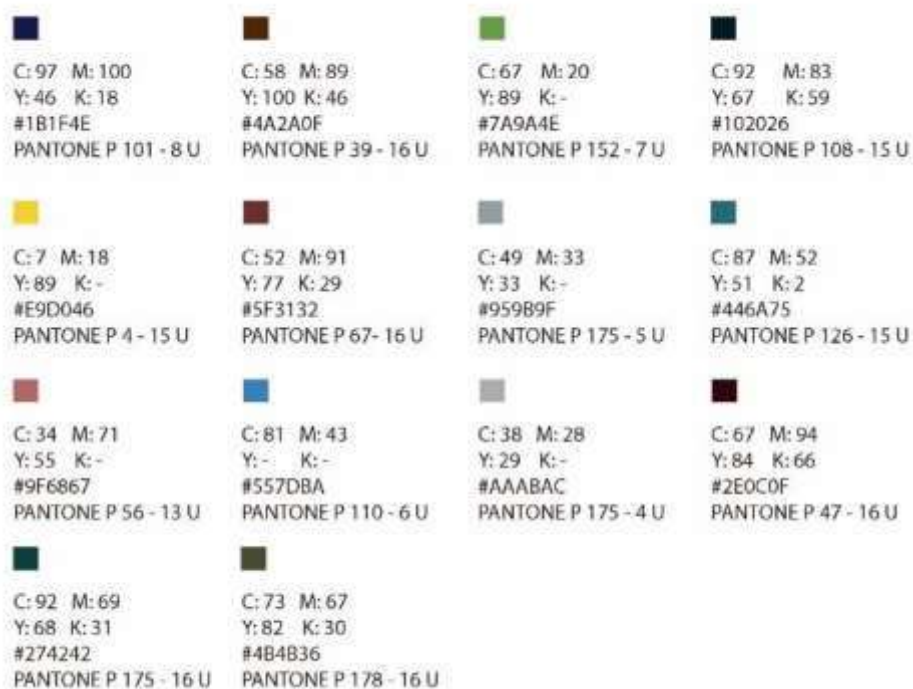 C: 97 M: 100
Y: 46 K: 18
#1B1F4E
PANTONE P 101 - 8 U
C: 58 M: 89
Y: 100 K: 46
#4A2A0F
PANTONE P 39 - 16 U
C: 67 M: 20
Y: 89 K: -
#7A9A4E
PANTONE P 152 - 7 U
C: 92 M: 83
Y: 67 K: 59
#102026
PANTONE P 108 - 15 U
C: 7 M: 18
Y: 89 K: -
#E9D046
PANTONE P 4 - 15 U
C: 52 M: 91
Y: 77 K: 29
#5F3132
PANTONE P 67- 16 U
C: 49 M: 33
Y: 33 K: -
#959B9F
PANTONE P 175 - 5 U
C: 87 M: 52
Y: 51 K: 2
#446A75
PANTONE P 126 - 15 U
C: 34 M: 71
Y: 55 K: -
#9F6867
PANTONE P 56 - 13 U
C: 81 M: 43
Y: - K: -
#557DBA
PANTONE P 110 - 6 U
C: 38 M: 28
Y: 29 K: -
#AAABAC
PANTONE P 175 - 4 U
C: 67 M: 94
Y: 84 K: 66
#2E0C0F
PANTONE P 47 - 16 U
C: 92 M: 69
Y: 68 K: 31
#274242
PANTONE P 175 - 16 U
C: 73 M: 67
Y: 82 K: 30
#4B4B36
PANTONE P 178 - 16 U